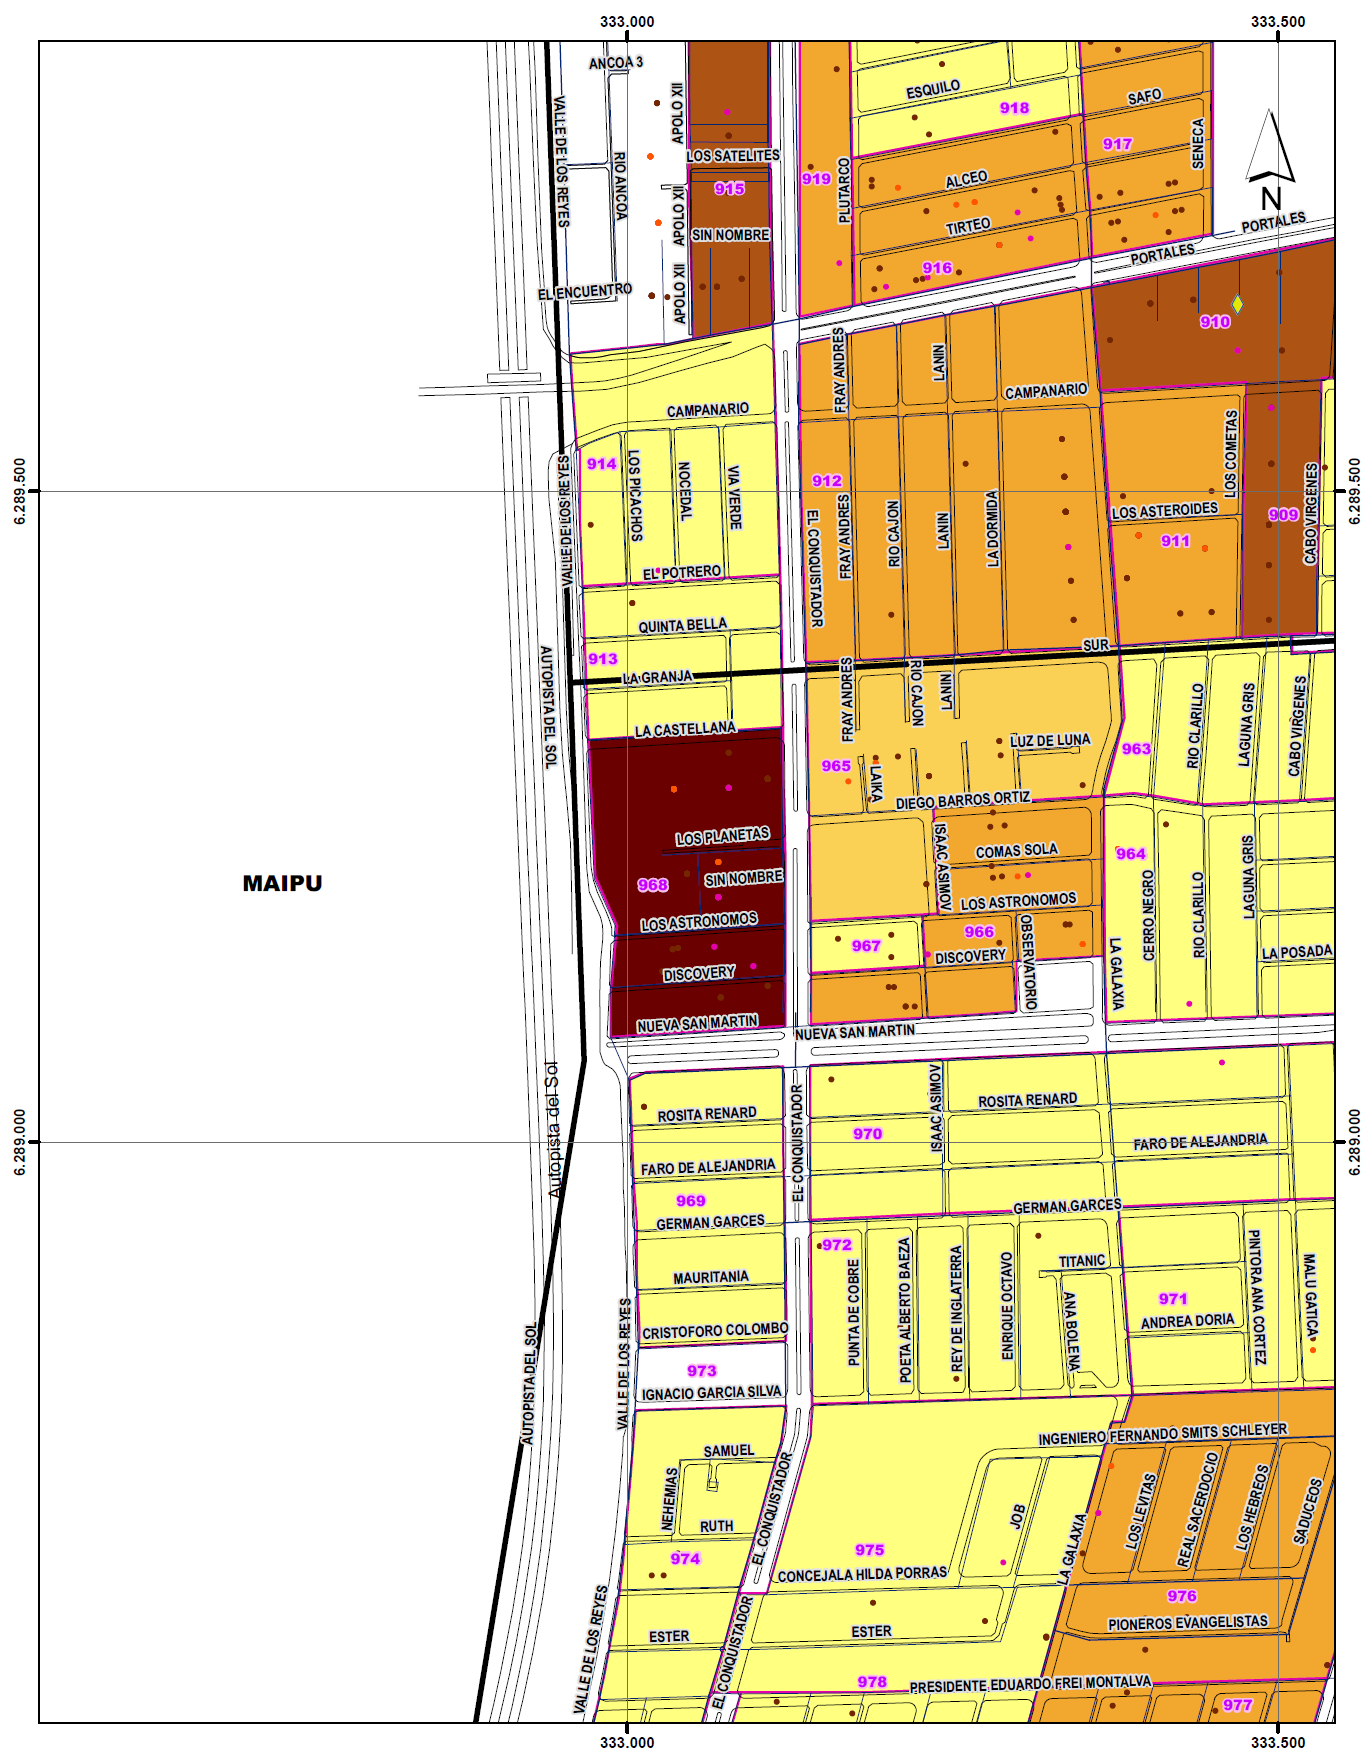 333.000
333.500
ANCOA 3
VALLE DE LOS REYES
RIO ANCOA
APOLO XII
LOS SATELITES
915
APOLO XII
SIN NOMBRE
APOLO XII
EL ENCUENTRO
919
PLUTARCO
ESQUILO
918
SAFO
917
SENECA
ALCEO
TIRTEO
916
N
PORTALES
PORTALES
910
FRAY ANDRES
LANIN
CAMPANARIO
CAMPANARIO
LOS COMETAS
914
LOS PICACHOS
NOCEDAL
VIA VERDE
VALLE DE LOS REYES
912
EL CONQUISTADOR
FRAY ANDRES
RIO CAJON
LANIN
LA DORMIDA
LOS ASTEROIDES
911
909
CABO VIRGENES
6.289.500
6.289.500
EL POTRERO
QUINTA BELLA
913
LA GRANJA
SUR
AUTOPISTA DEL SOL
LA CASTELLANA
FRAY ANDRES
RIO CAJON
LANIN
965
LAIKA
LUZ DE LUNA
DIEGO BARROS ORTIZ
963
RIO CLARILLO
LAGUNA GRIS
CABO VIRGENES
LOS PLANETAS
968
SIN NOMBRE
LOS ASTRONOMOS
DISCOVERY
NUEVA SAN MARTIN
MAIPU
ISAAC ASIMOV
COMAS SOLA
LOS ASTRONOMOS
967
966
DISCOVERY
OBSERVATORIO
NUEVA SAN MARTIN
964
CERRO NEGRO
RIO CLARILLO
LAGUNA GRIS
LA GALAXIA
LA POSADA
Autopista del Sol
ROSITA RENARD
FARO DE ALEJANDRIA
969
GERMAN GARCES
MAURITANIA
CRISTOFORO COLOMBO
973
IGNACIO GARCIA SILVA
EL CONQUISTADOR
970
ISAAC ASIMOV
ROSITA RENARD
FARO DE ALEJANDRIA
GERMAN GARCES
6.289.000
6.289.000
972
PUNTA DE COBRE
POETA ALBERTO BAEZA
REY DE INGLATERRA
ENRIQUE OCTAVO
TITANIC
ANA BOLENA
971
ANDREA DORIA
PINTORA ANA CORTEZ
MALU GATICA
AUTOPISTA DEL SOL
VALLE DE LOS REYES
SAMUEL
NEHEMIAS
RUTH
974
EL CONQUISTADOR
975
CONCEJALA HILDA PORRAS
JOB
LA GALAXIA
INGENIERO FERNANDO SMITS SCHLEYER
LOS LEVITAS
REAL SACERDOCIO
LOS HEBREOS
SADUCEOS
976
PIONEROS EVANGELISTAS
VALLE DE LOS REYES
ESTER
EL CONQUISTADOR
ESTER
978
PRESIDENTE EDUARDO FREI MONTALVA
977
333.000
333.500